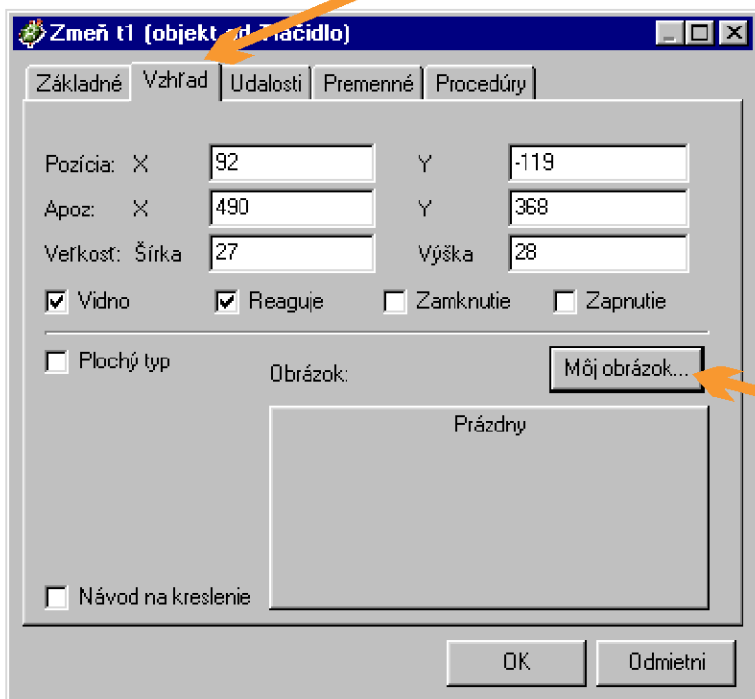 Zmeň t1 (objekt od Tlačidlo)
Základné Vzhľad Udalosti Premenné Procedúry
Pozícia: X 92 Y -119
Apoz: X 490 Y 368
Veľkosť: Šírka 27 Výška 28
Vidno Reaguje Zamknutie Zapnutie
Plochý typ Obrázok: Môj obrázok...
Prázdny
Návod na kreslenie
OK Odmietni